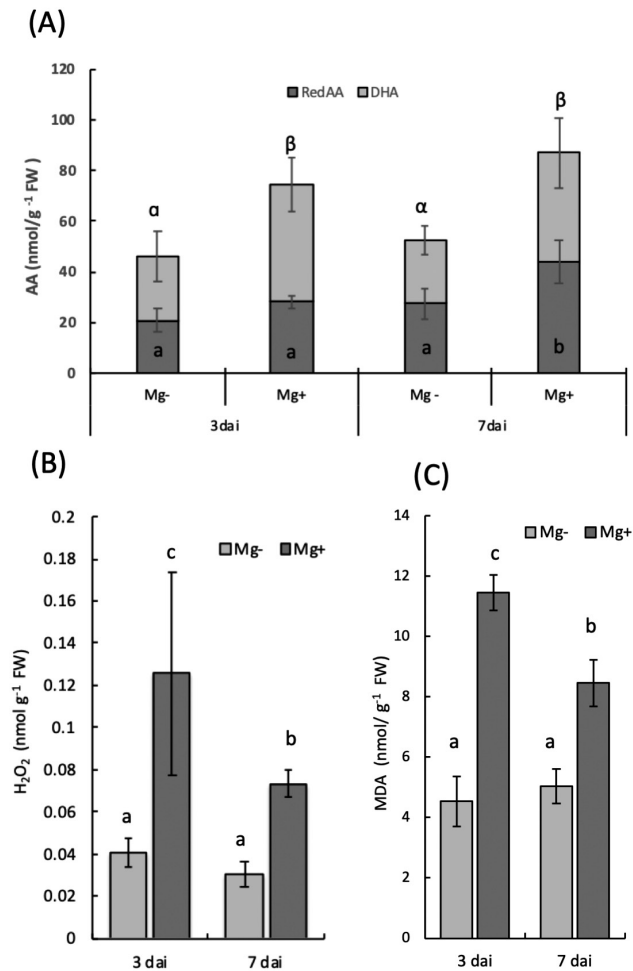 (A)
120
100
80
60
40
20
0
AA (nmol/g⁻¹ FW)
RedAA DHA
α β α β
a a a b
Mg- Mg+ Mg - Mg+
3dai 7dai
(B)
0.2
0.18
0.16
0.14
0.12
0.1
0.08
0.06
0.04
0.02
0
H₂O₂ (nmol g⁻¹ FW)
Mg- Mg+
a c a b
3 dai 7 dai
(C)
14
12
10
8
6
4
2
0
MDA (nmol/ g⁻¹ FW)
Mg- Mg+
a c a b
3 dai 7 dai